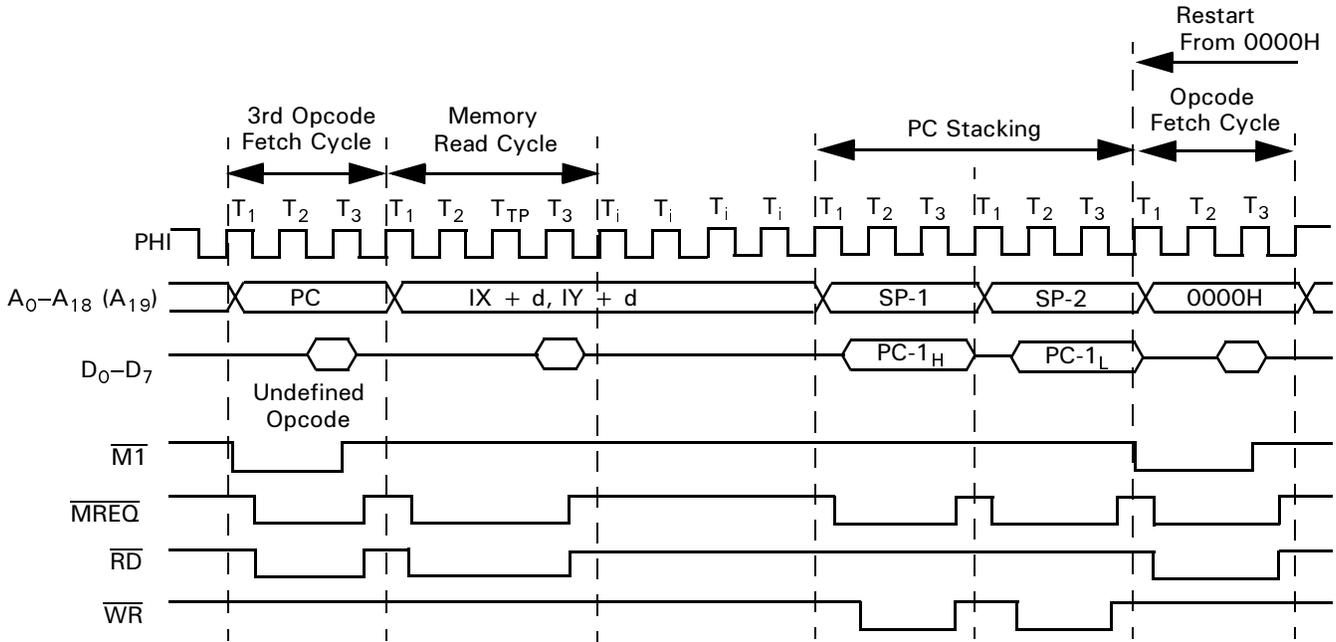 Restart
From 0000H
3rd Opcode
Fetch Cycle
Memory
Read Cycle
PC Stacking
Opcode
Fetch Cycle
T1 T2 T3 T1 T2 TTP T3 Ti Ti Ti Ti T1 T2 T3 T1 T2 T3 T1 T2 T3
PHI
A0–A18 (A19) PC IX + d, IY + d SP-1 SP-2 0000H
D0–D7 PC-1H PC-1L
Undefined
Opcode
M1
MREQ
RD
WR